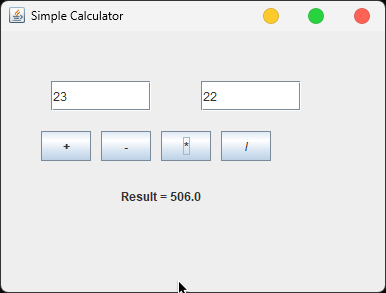 Simple Calculator
23 22
+ - * /
Result = 506.0